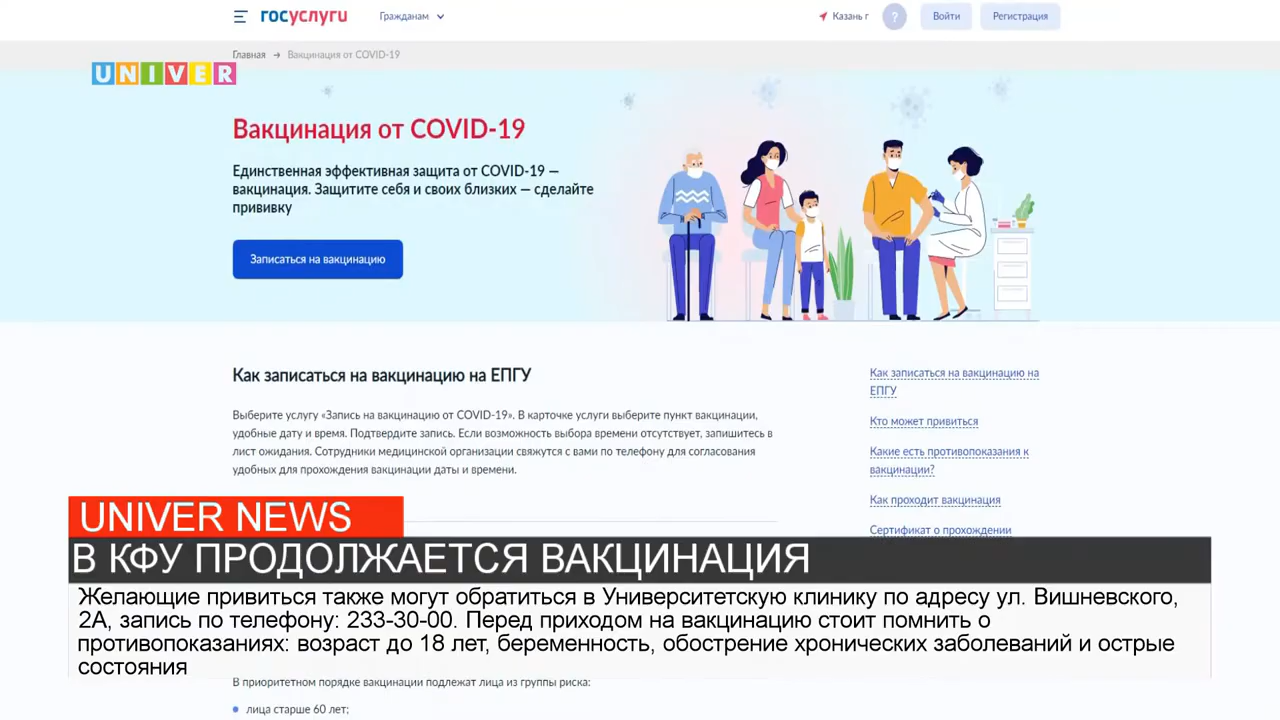 госуслуги
Гражданам
Казань г
?
Войти
Регистрация
Главная → Вакцинация от COVID-19
UNIVER
Вакцинация от COVID-19
Единственная эффективная защита от COVID-19 —
вакцинация. Защитите себя и своих близких — сделайте
прививку
Записаться на вакцинацию
Как записаться на вакцинацию на ЕПГУ
Выберите услугу «Запись на вакцинацию от COVID-19». В карточке услуги выберите пункт вакцинации,
удобные дату и время. Подтвердите запись. Если возможность выбора времени отсутствует, запишитесь в
лист ожидания. Сотрудники медицинской организации свяжутся с вами по телефону для согласования
удобных для прохождения вакцинации даты и времени.
Как записаться на вакцинацию на
ЕПГУ
Кто может привиться
Какие есть противопоказания к
вакцинации?
Как проходит вакцинация
Сертификат о прохождении
UNIVER NEWS
В КФУ ПРОДОЛЖАЕТСЯ ВАКЦИНАЦИЯ
Желающие привиться также могут обратиться в Университетскую клинику по адресу ул. Вишневского,
2А, запись по телефону: 233-30-00. Перед приходом на вакцинацию стоит помнить о
противопоказаниях: возраст до 18 лет, беременность, обострение хронических заболеваний и острые
состояния
В приоритетном порядке вакцинации подлежат лица из группы риска:
лица старше 60 лет;